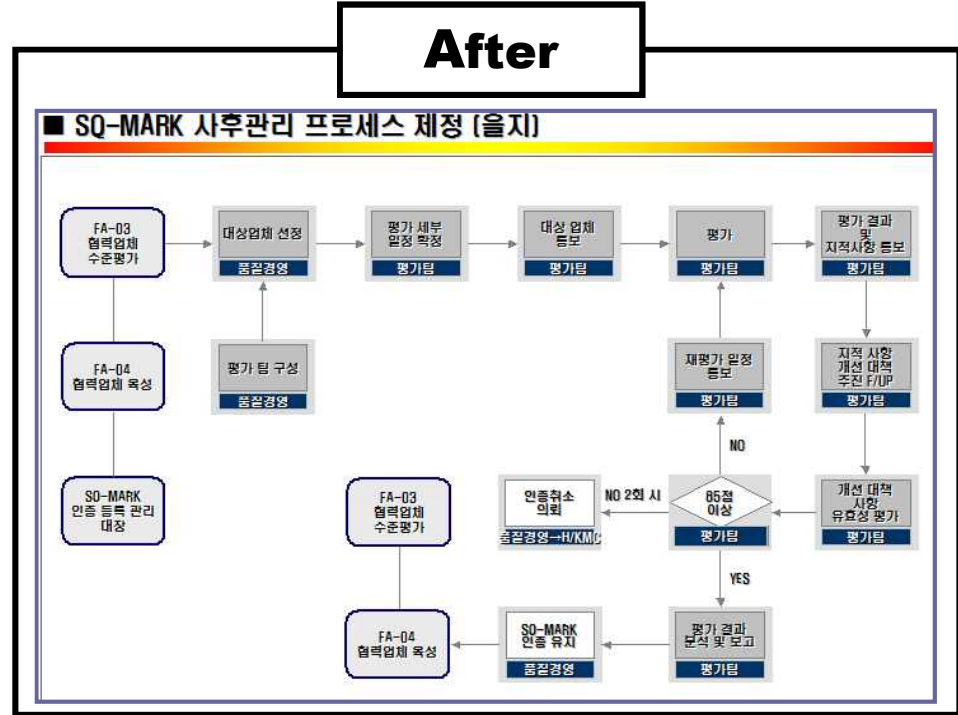 After
■ SQ-MARK 사후관리 프로세스 제정 (을지)
FA-03
협력업체
수준평가
대상업체 선정
품질경영
평가 세부
일정 확정
평가팀
대상 업체
통보
평가팀
평가
평가팀
평가 결과
및
지적사항 통보
평가팀
FA-04
협력업체 육성
평가 팀 구성
품질경영
재평가 일정
통보
평가팀
지적 사항
개선 대책
추진 F/UP
평가팀
NO
SQ-MARK
인증 등록 관리
대장
FA-03
협력업체
수준평가
인증취소
의뢰
품질경영→H/KMC
NO 2회 시
85점
이상
평가팀
개선 대책
사항
유효성 평가
평가팀
YES
FA-04
협력업체 육성
SQ-MARK
인증 유지
품질경영
평가 결과
분석 및 보고
평가팀